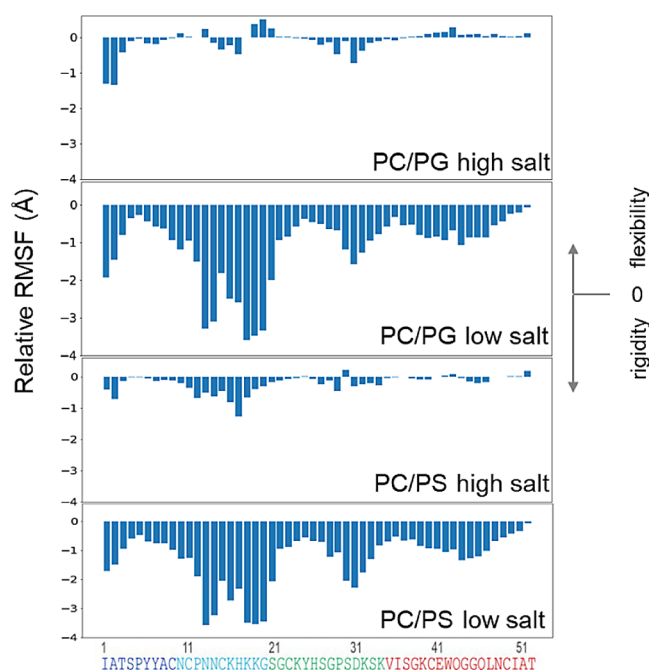 0
−1
−2
−3
−4
PC/PG high salt
0
−1
−2
−3
−4
PC/PG low salt
0
−1
−2
−3
−4
PC/PS high salt
0
−1
−2
−3
−4
PC/PS low salt
Relative RMSF (Å)
flexibility
0
rigidity
1 11 21 31 41 51
IATSPYYACNCPNNCKHKKGSGCKYHSGPSDKSKVISGKCEWOGGOLNCIAT